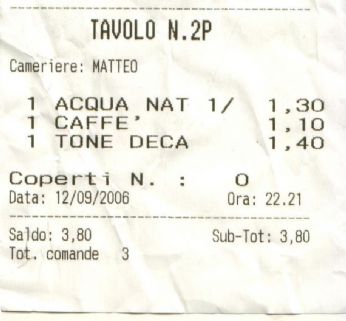 TAVOLO N.2P
Cameriere: MATTEO
1 ACQUA NAT 1/ 1,30
1 CAFFE' 1,10
1 TONE DECA 1,40
Coperti N. : 0
Data: 12/09/2006 Ora: 22.21
Saldo: 3,80 Sub-Tot: 3,80
Tot. comande 3